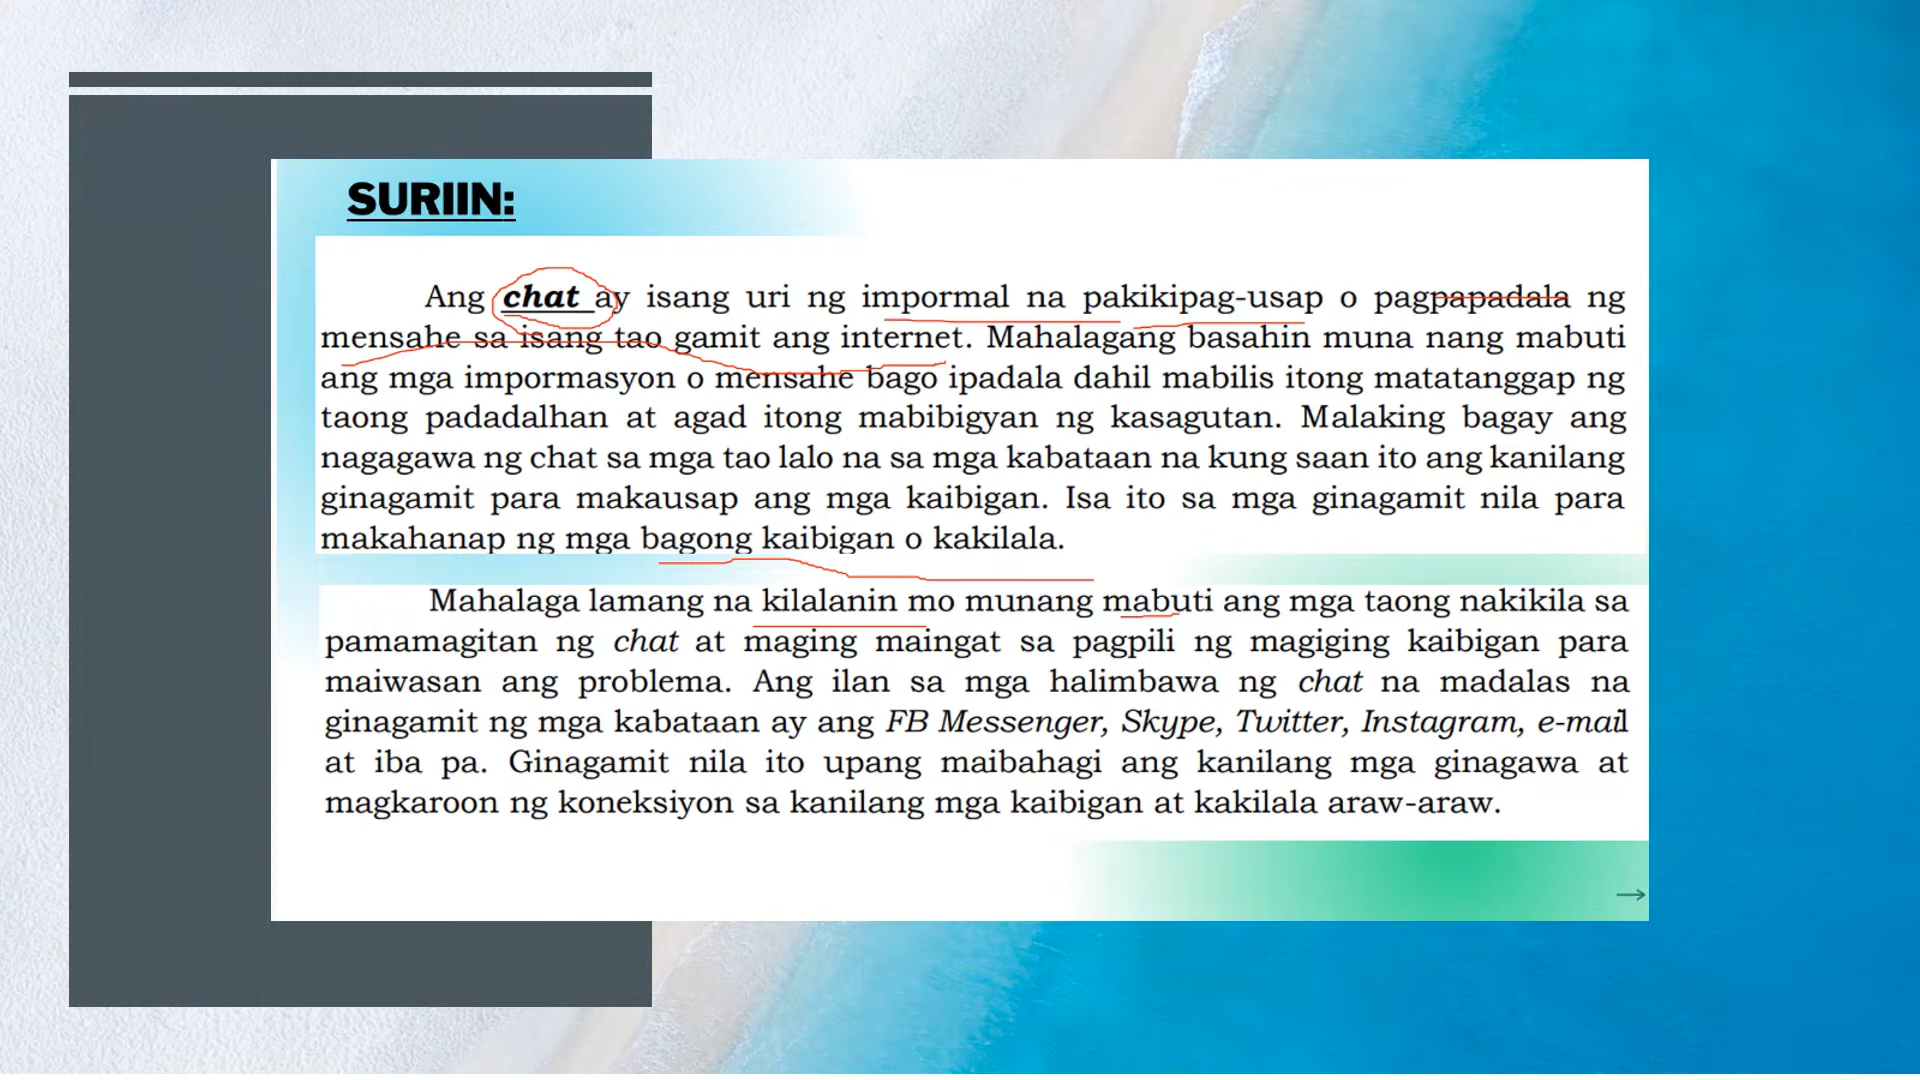 SURIIN:
Ang chat ay isang uri ng impormal na pakikipag-usap o pagpapadala ng
mensahe sa isang tao gamit ang internet. Mahalagang basahin muna nang mabuti
ang mga impormasyon o mensahe bago ipadala dahil mabilis itong matatanggap ng
taong padadalhan at agad itong mabibigyan ng kasagutan. Malaking bagay ang
nagagawa ng chat sa mga tao lalo na sa mga kabataan na kung saan ito ang kanilang
ginagamit para makausap ang mga kaibigan. Isa ito sa mga ginagamit nila para
makahanap ng mga bagong kaibigan o kakilala.
Mahalaga lamang na kilalanin mo munang mabuti ang mga taong nakikila sa
pamamagitan ng chat at maging maingat sa pagpili ng magiging kaibigan para
maiwasan ang problema. Ang ilan sa mga halimbawa ng chat na madalas na
ginagamit ng mga kabataan ay ang FB Messenger, Skype, Twitter, Instagram, e-mail
at iba pa. Ginagamit nila ito upang maibahagi ang kanilang mga ginagawa at
magkaroon ng koneksiyon sa kanilang mga kaibigan at kakilala araw-araw.